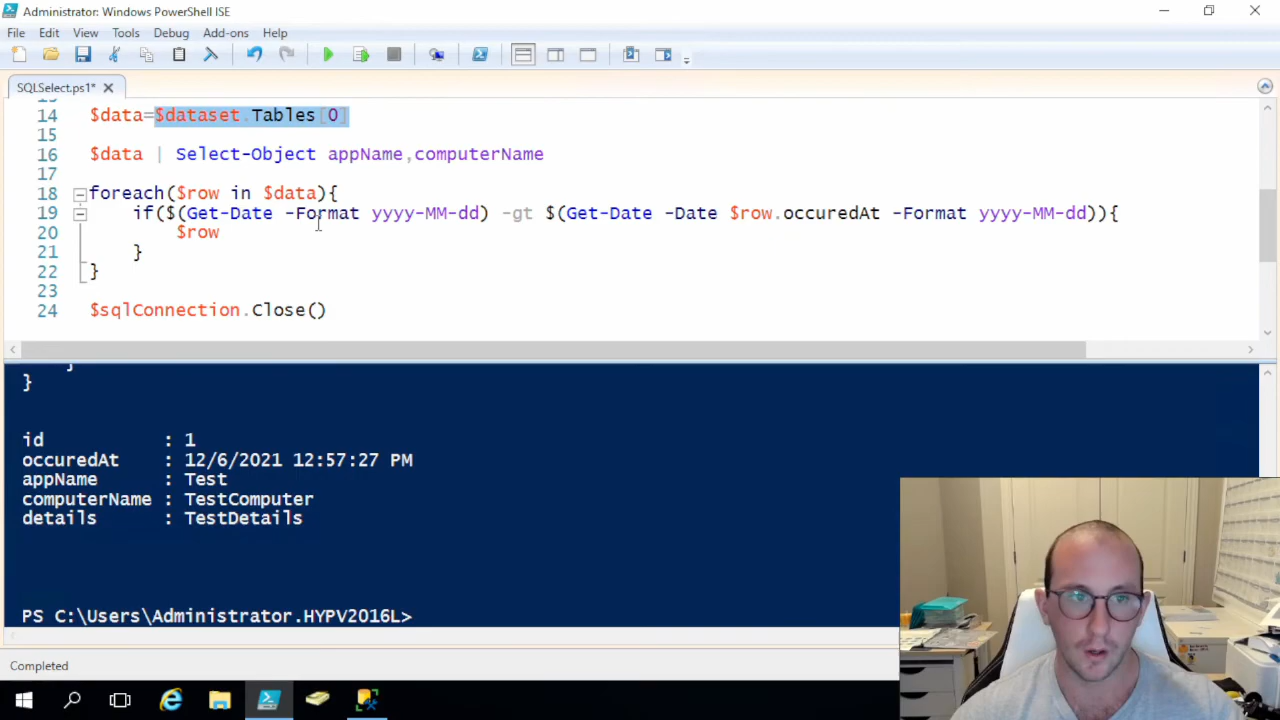 Administrator: Windows PowerShell ISE
File Edit View Tools Debug Add-ons Help
SQLSelect.ps1*
14 $data=$dataset.Tables[0]
15
16 $data | Select-Object appName,computerName
17
18 foreach($row in $data){
19 if($(Get-Date -Format yyyy-MM-dd) -gt $(Get-Date -Date $row.occuredAt -Format yyyy-MM-dd)){
20 $row
21 }
22 }
23
24 $sqlConnection.Close()
}
}
id : 1
occuredAt : 12/6/2021 12:57:27 PM
appName : Test
computerName : TestComputer
details : TestDetails
PS C:\Users\Administrator.HYPV2016L>
Completed